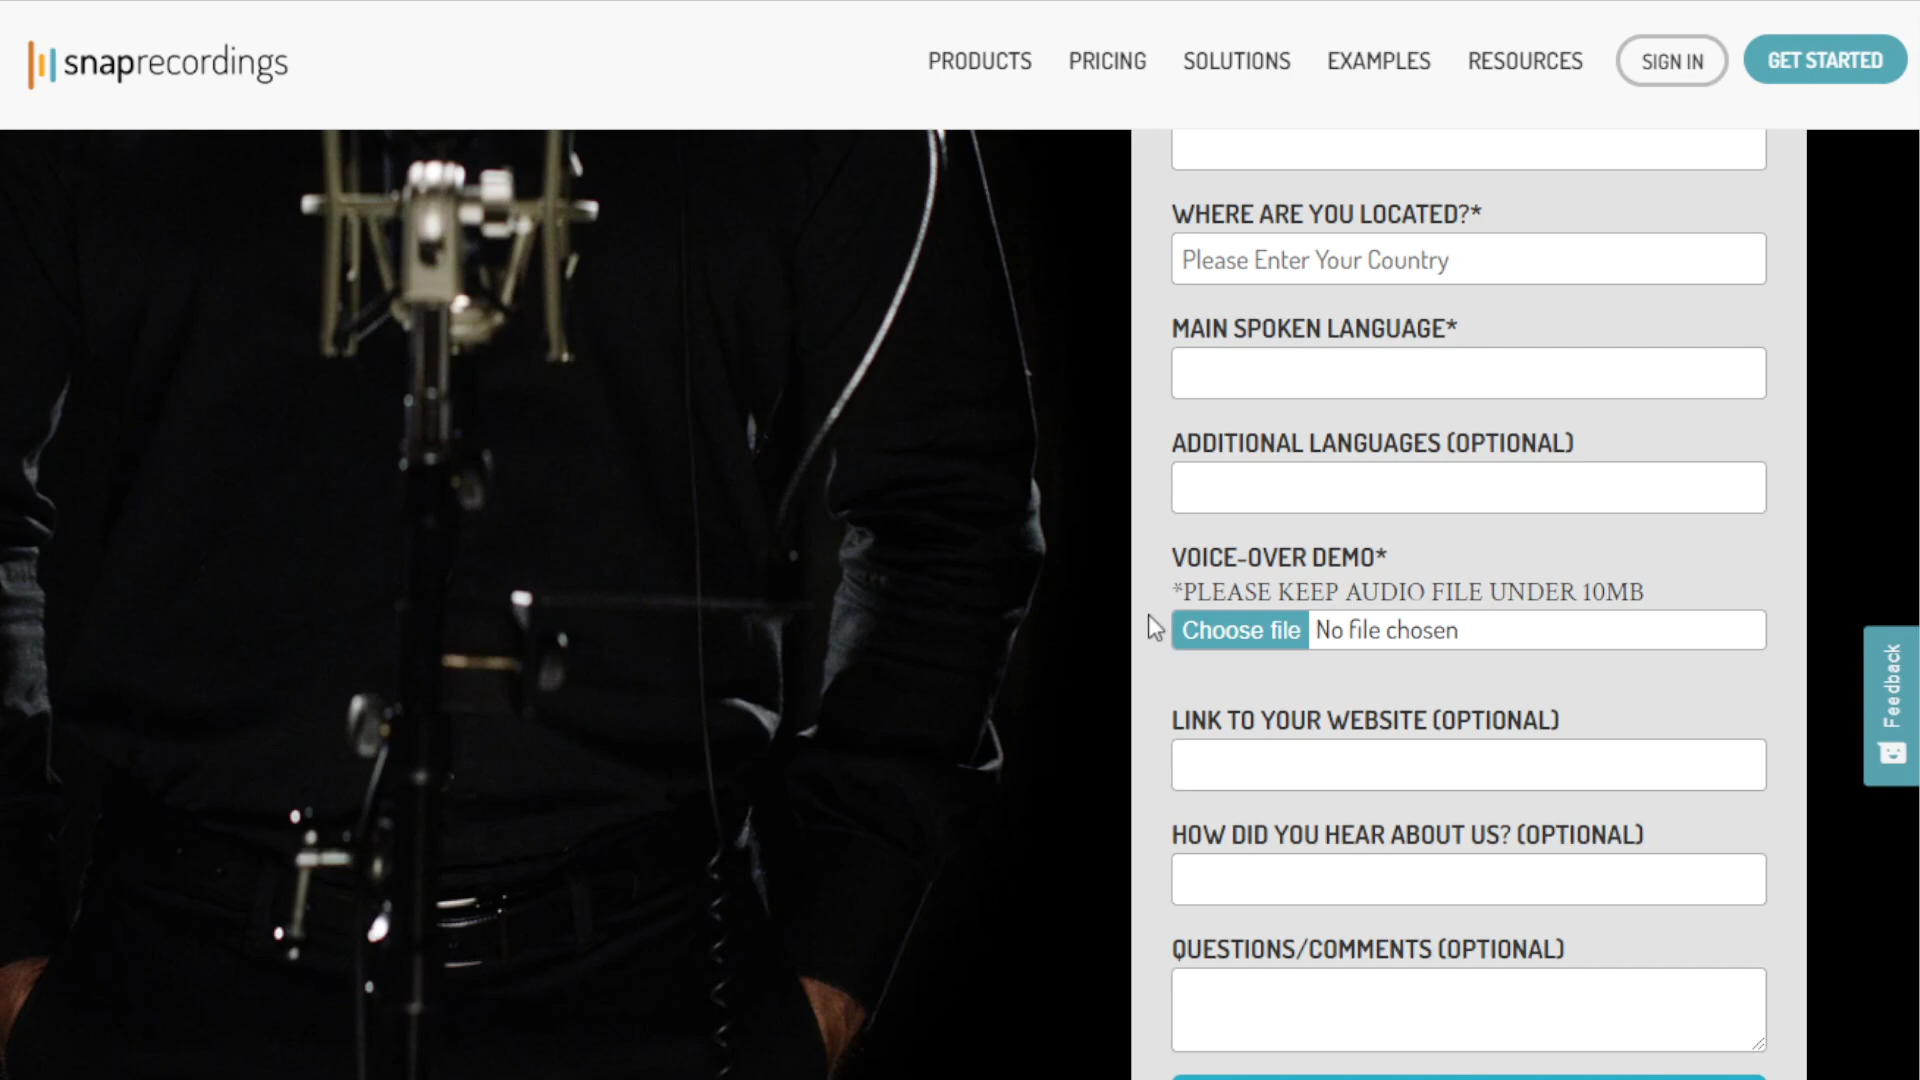 snaprecordings
PRODUCTS PRICING SOLUTIONS EXAMPLES RESOURCES SIGN IN GET STARTED
WHERE ARE YOU LOCATED?*
Please Enter Your Country
MAIN SPOKEN LANGUAGE*
ADDITIONAL LANGUAGES (OPTIONAL)
VOICE-OVER DEMO*
*PLEASE KEEP AUDIO FILE UNDER 10MB
Choose file No file chosen
Feedback
LINK TO YOUR WEBSITE (OPTIONAL)
HOW DID YOU HEAR ABOUT US? (OPTIONAL)
QUESTIONS/COMMENTS (OPTIONAL)